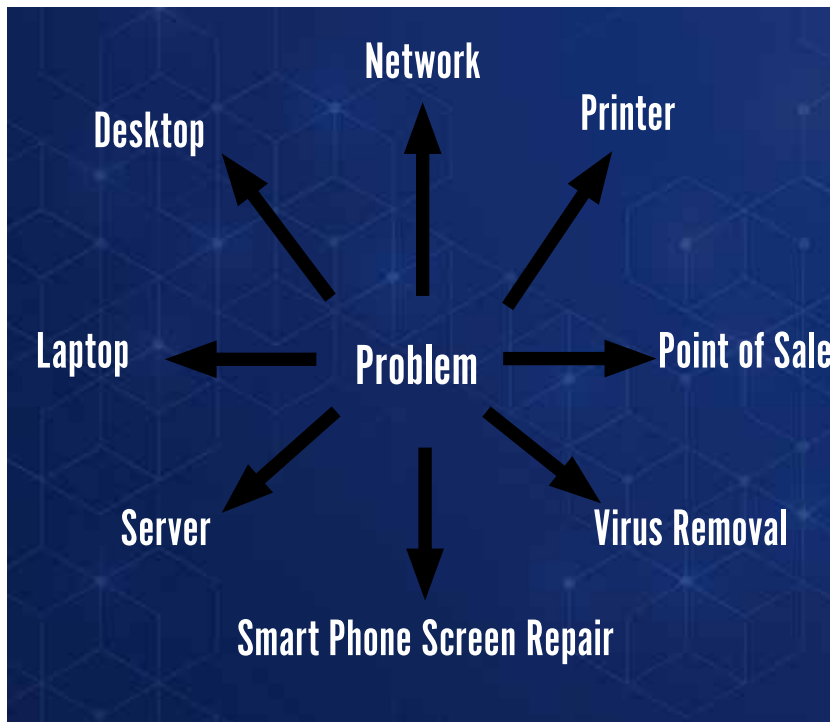 Network
Desktop
Printer
Laptop
Problem
Point of Sale
Server
Virus Removal
Smart Phone Screen Repair